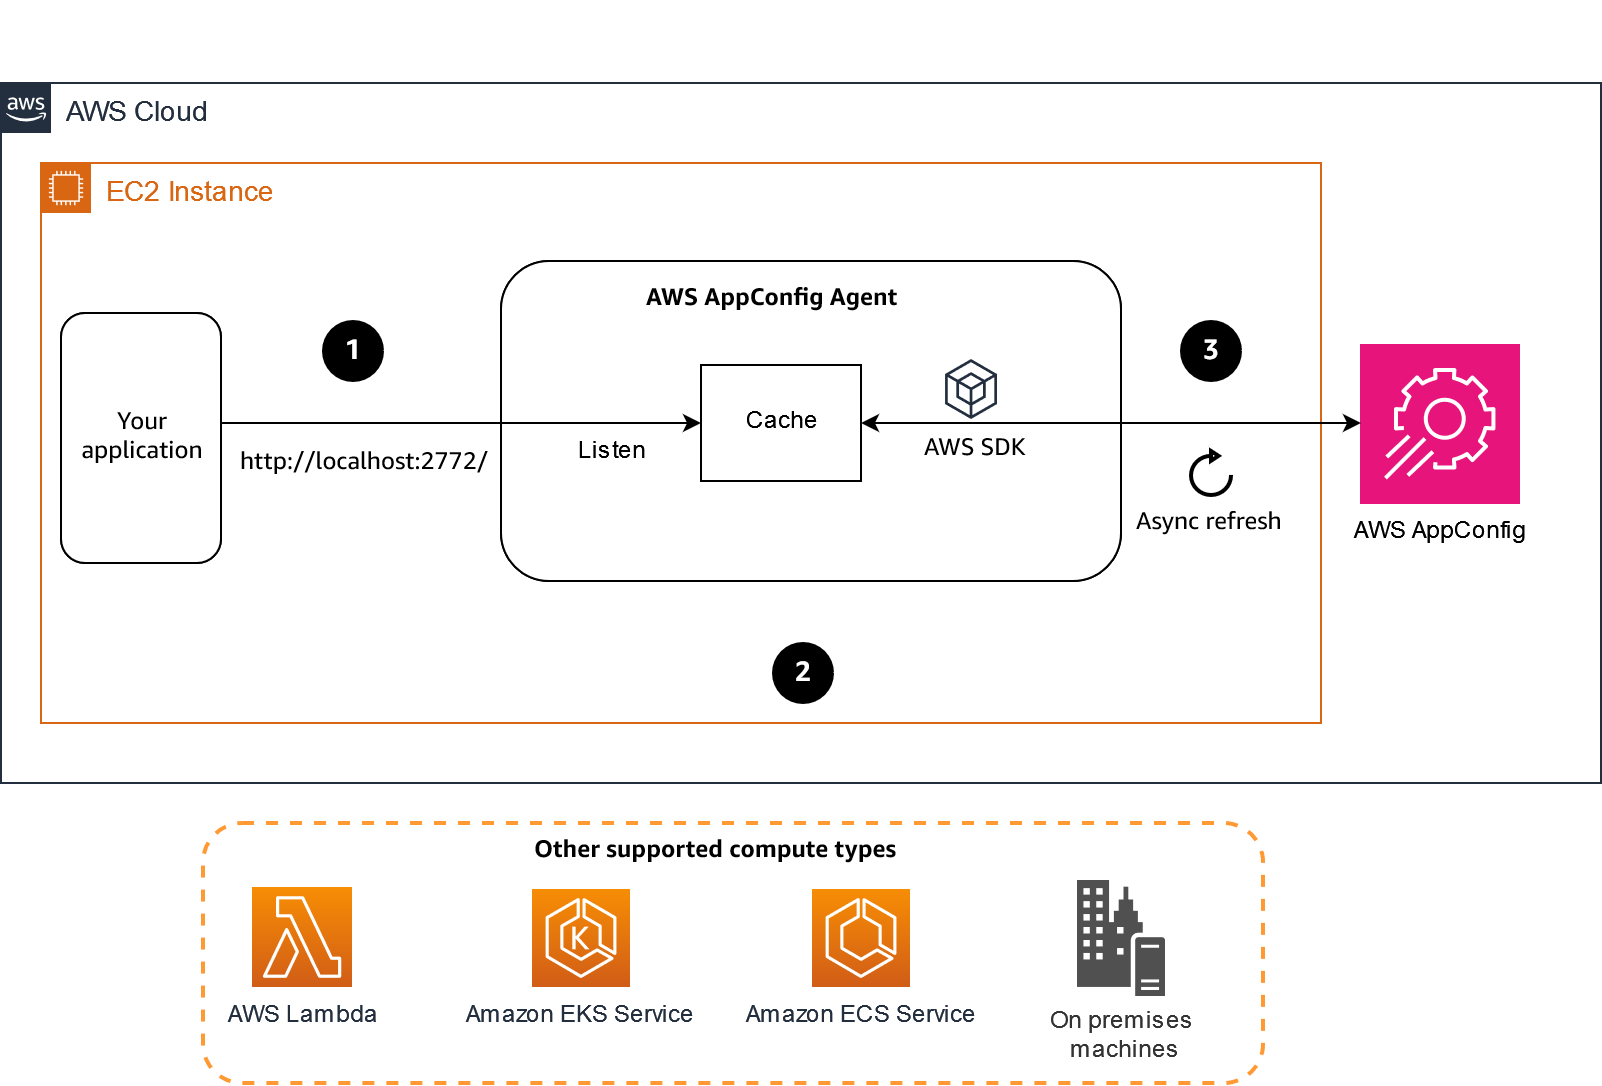 aws
AWS Cloud
EC2 Instance
AWS AppConfig Agent
1
3
Your
application
http://localhost:2772/
Listen
Cache
AWS SDK
Async refresh
AWS AppConfig
2
Other supported compute types
K
AWS Lambda
Amazon EKS Service
Amazon ECS Service
On premises
machines